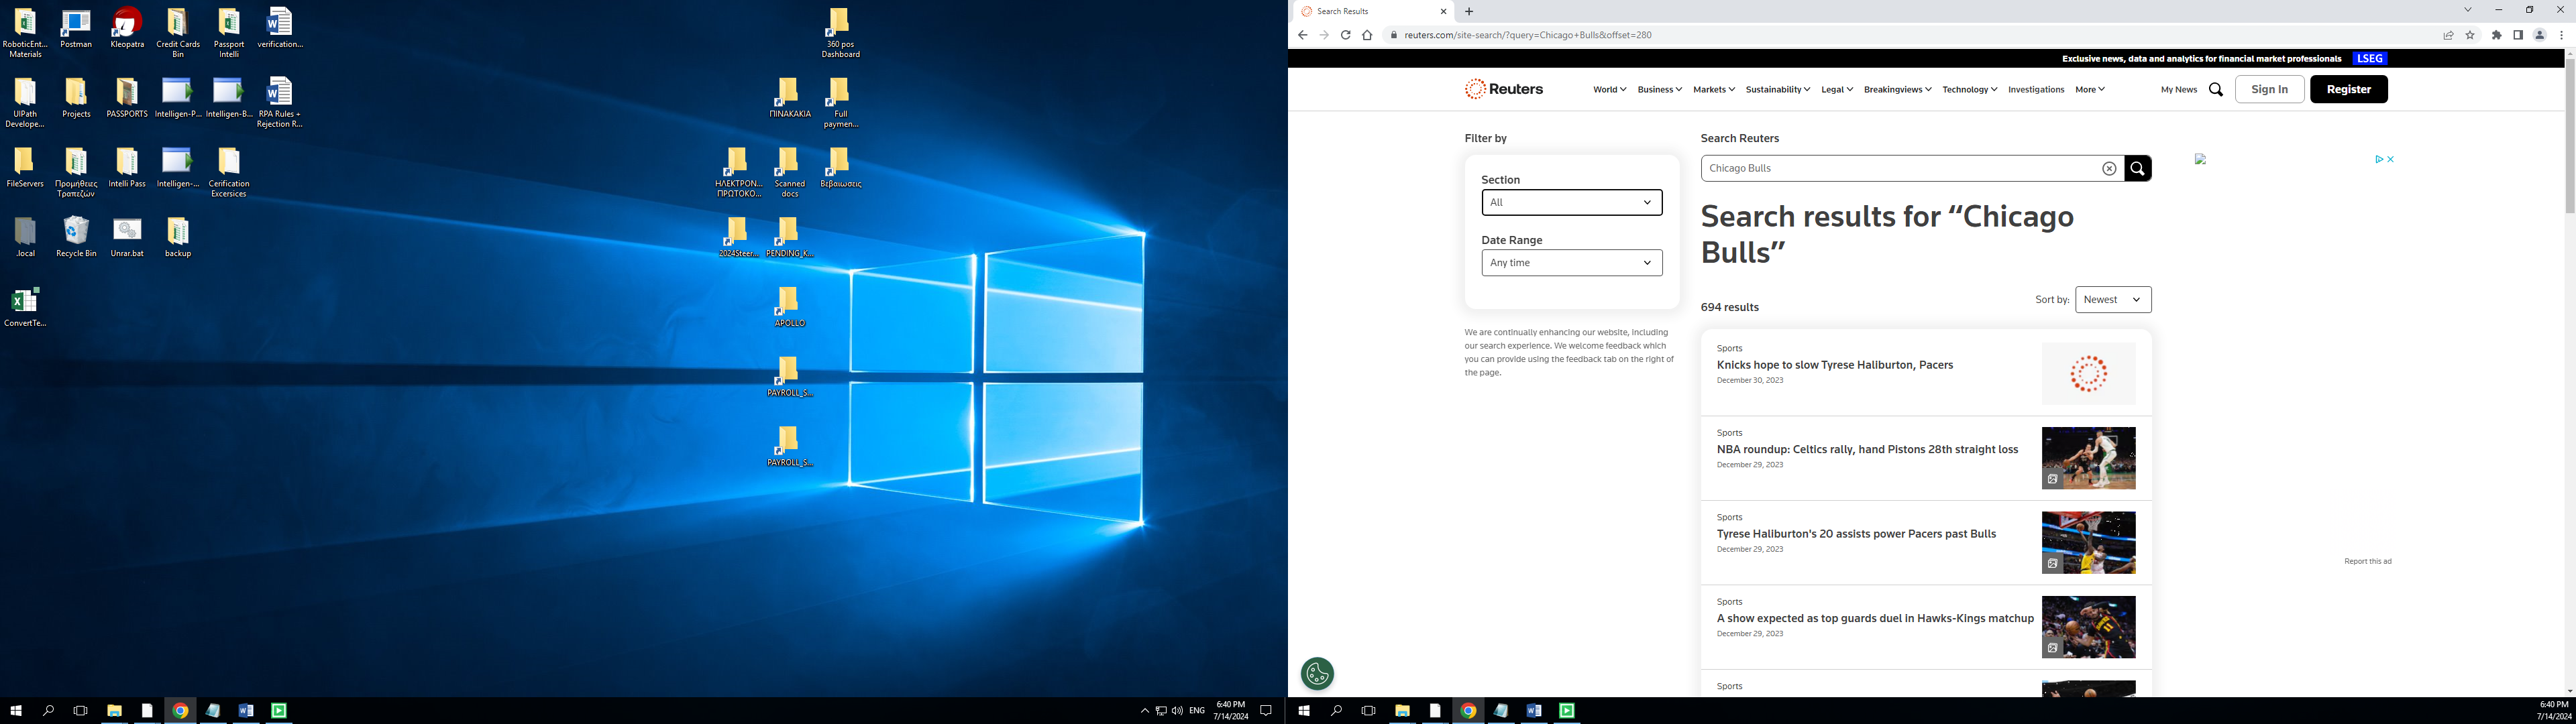 RoboticEnt...
Materials
Postman
Kleopatra
Credit Cards
Bin
Passport
Intelli
verification...
UIPath
Develope...
Projects
PASSPORTS
Intelligen-P...
Intelligen-B...
RPA Rules +
Rejection R...
FileServers
Προμήθειες
Τραπεζών
Intelli Pass
Intelligen-...
Cerification
Excersices
.local
Recycle Bin
Unrar.bat
backup
ConvertTe...
360 pos
Dashboard
ΠΙΝΑΚΑΚΙΑ
Full
paymen...
ΗΛΕΚΤΡΟΝ...
ΠΡΩΤΟΚΟ...
Scanned
docs
Βεβαιωσεις
2024Steer...
PENDING_K...
APOLLO
PAYROLL_S...
PAYROLL_S...
ENG
6:40 PM
7/14/2024
Search Results
reuters.com/site-search/?query=Chicago+Bulls&offset=280
Exclusive news, data and analytics for financial market professionals
LSEG
Reuters
World
Business
Markets
Sustainability
Legal
Breakingviews
Technology
Investigations
More
My News
Sign In
Register
Filter by
Section
All
Date Range
Any time
We are continually enhancing our website, including
our search experience. We welcome feedback which
you can provide using the feedback tab on the right of
the page.
Search Reuters
Chicago Bulls
Search results for “Chicago
Bulls”
694 results
Sort by:
Newest
Sports
Knicks hope to slow Tyrese Haliburton, Pacers
December 30, 2023
Sports
NBA roundup: Celtics rally, hand Pistons 28th straight loss
December 29, 2023
Sports
Tyrese Haliburton's 20 assists power Pacers past Bulls
December 29, 2023
Sports
A show expected as top guards duel in Hawks-Kings matchup
December 29, 2023
Sports
Report this ad
6:40 PM
7/14/2024